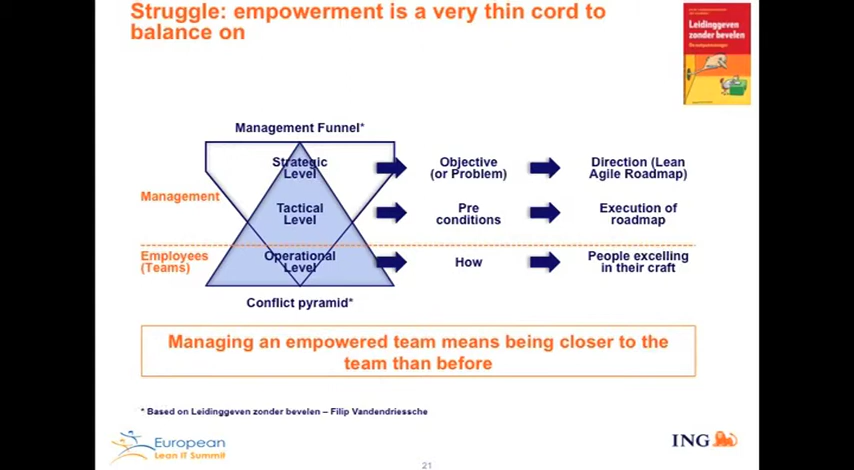 Struggle: empowerment is a very thin cord to
balance on
Leidinggeven
zonder bevelen
Management Funnel*
Strategic
Level
Objective
(or Problem)
Direction (Lean
Agile Roadmap)
Management
Tactical
Level
Pre
conditions
Execution of
roadmap
Employees
(Teams)
Operational
Level
How
People excelling
in their craft
Conflict pyramid*
Managing an empowered team means being closer to the
team than before
* Based on Leidinggeven zonder bevelen – Filip Vandendriessche
European
Lean IT Summit
ING
21